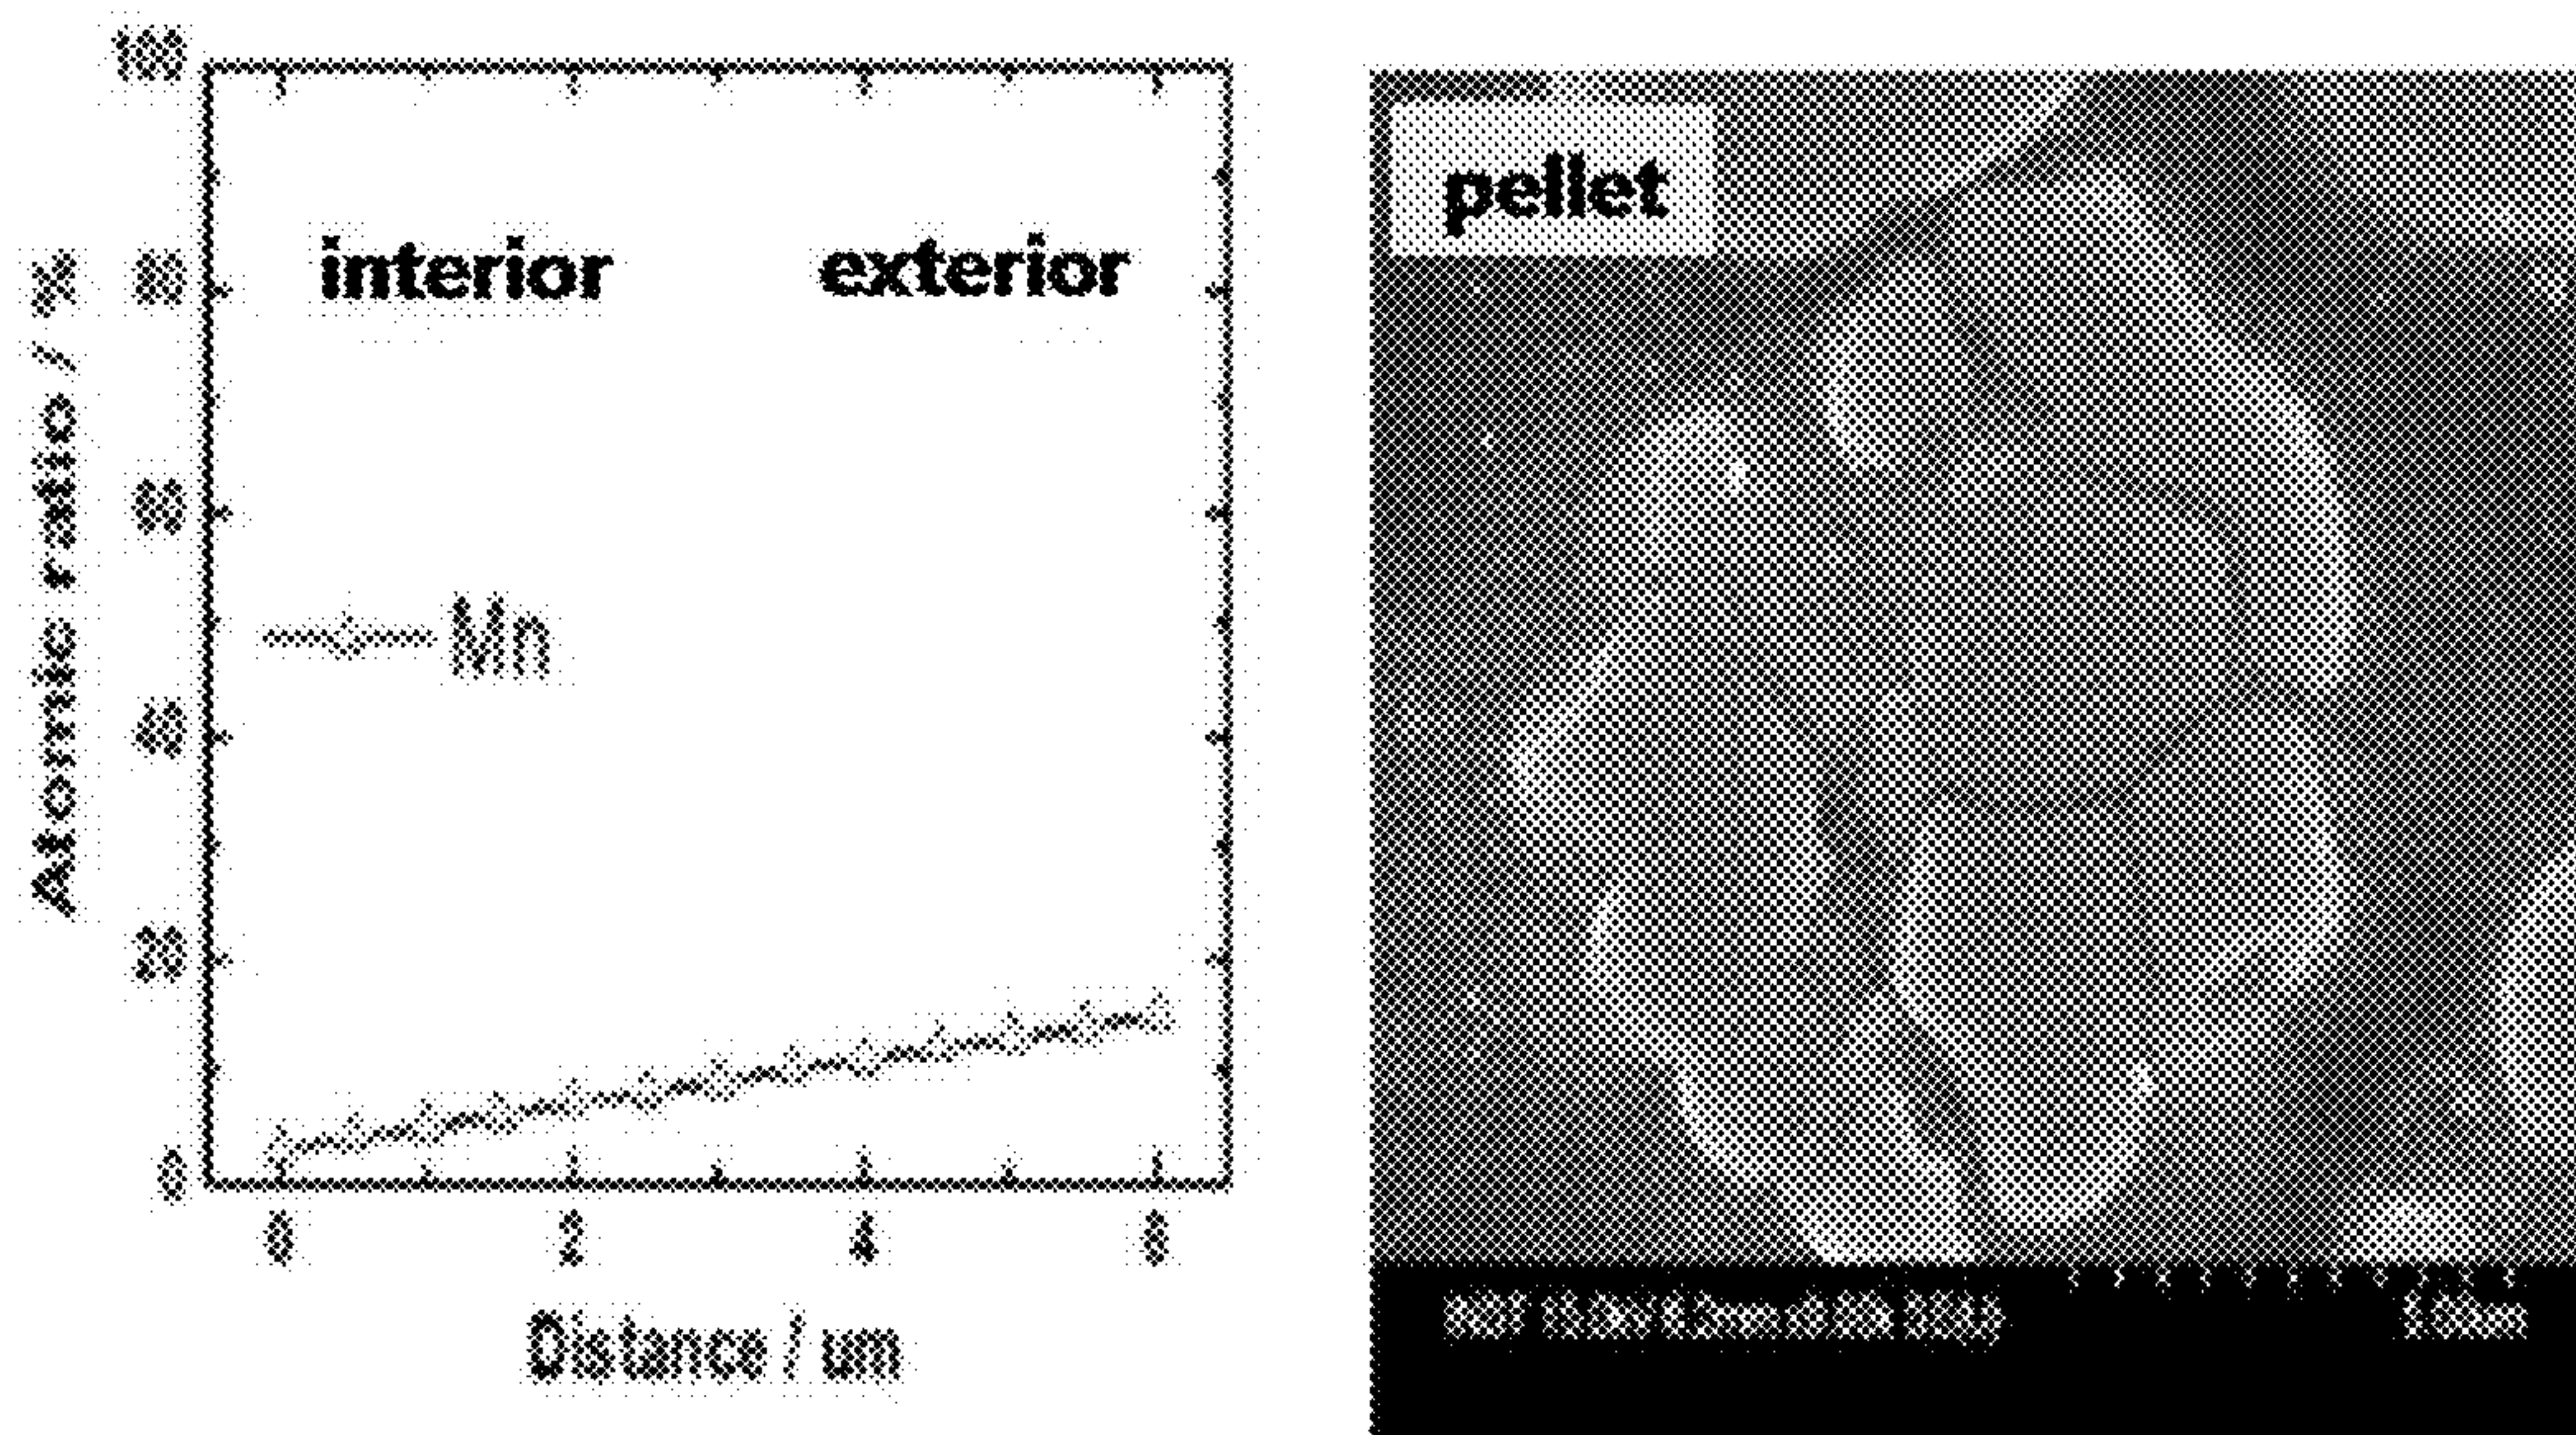 Atomic ratio / %
100
80
60
40
20
0
interior
exterior
Mn
0
2
4
6
Distance / um
pellet